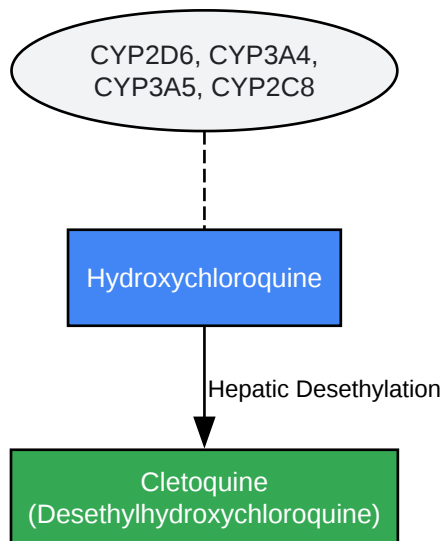 CYP2D6, CYP3A4,
CYP3A5, CYP2C8
Hydroxychloroquine
Hepatic Desethylation
Cletoquine
(Desethylhydroxychloroquine)